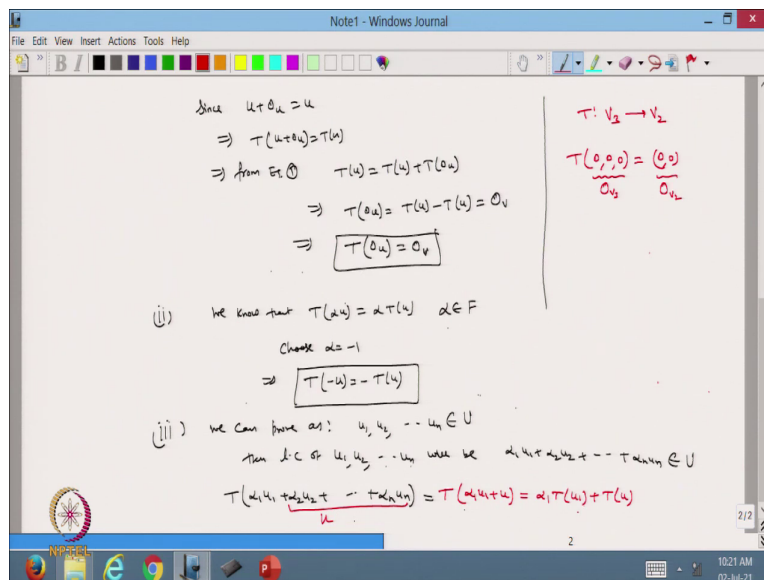 Note1 - Windows Journal
File Edit View Insert Actions Tools Help
Since u+0u = u
⇒ T(u+0u)=T(u)
⇒ from Eq. ① T(u) = T(u) + T(0u)
⇒ T(0u) = T(u) - T(u) = 0v
⇒ T(0u) = 0v
T: V3 → V2
T(0,0,0) = (0,0)
0V3 0V2
(ii) We know that T(αu) = αT(u) α∈F
Choose α=-1
⇒ T(-u) = - T(u)
(iii) We can prove as: u1, u2, -- un ∈ U
then l.c of u1, u2, -- un will be α1u1+α2u2+ -- +αnun ∈ U
T(α1u1 +α2u2+ -- +αnun) = T(α1u1+u) = α1T(u1)+T(u)
u
NPTEL
2/2
2
10:21 AM
02-Jul-21